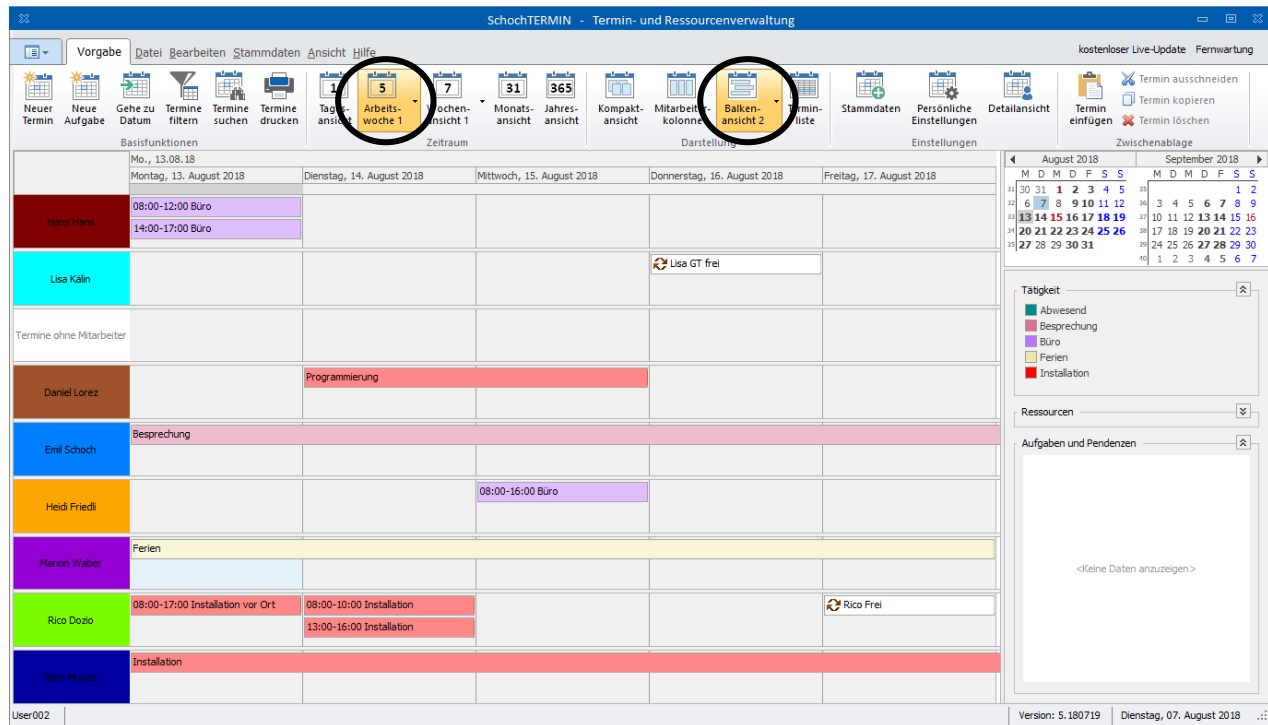 SchochTERMIN - Termin- und Ressourcenverwaltung
Vorgabe Datei Bearbeiten Stammdaten Ansicht Hilfe
kostenloser Live-Update Fernwartung
Neuer Termin
Neue Aufgabe
Gehe zu Datum
Termine filtern
Termine suchen
Termine drucken
Basisfunktionen
5
Arbeits-
woche 1
7
31
Monats-
ansicht
365
Jahres-
ansicht
Zeitraum
Kompakt-
ansicht
Balken-
ansicht 2
liste
Darstellung
Stammdaten
Persönliche
Einstellungen
Detailansicht
Einstellungen
Termin
einfügen
Termin ausschneiden
Termin kopieren
Termin löschen
Zwischenablage
Mo., 13.08.18
Montag, 13. August 2018
Dienstag, 14. August 2018
Mittwoch, 15. August 2018
Donnerstag, 16. August 2018
Freitag, 17. August 2018
Hans Hans
08:00-12:00 Büro
14:00-17:00 Büro
Lisa Kälin
Lisa GT frei
Termine ohne Mitarbeiter
Daniel Lorez
Programmierung
Emil Schoch
Besprechung
Heidi Friedli
08:00-16:00 Büro
Marion Waber
Ferien
Rico Dozio
08:00-17:00 Installation vor Ort
08:00-10:00 Installation
13:00-16:00 Installation
Rico Frei
Hans Muster
Installation
August 2018
M D M D F S S
31 30 31 1 2 3 4 5
32 6 7 8 9 10 11 12
33 13 14 15 16 17 18 19
34 20 21 22 23 24 25 26
35 27 28 29 30 31
September 2018
M D M D F S S
35 1 2
36 3 4 5 6 7 8 9
37 10 11 12 13 14 15 16
38 17 18 19 20 21 22 23
39 24 25 26 27 28 29 30
40 1 2 3 4 5 6 7
Tätigkeit
Abwesend
Besprechung
Büro
Ferien
Installation
Ressourcen
Aufgaben und Pendenzen
<Keine Daten anzuzeigen>
User002
Version: 5.180719
Dienstag, 07. August 2018